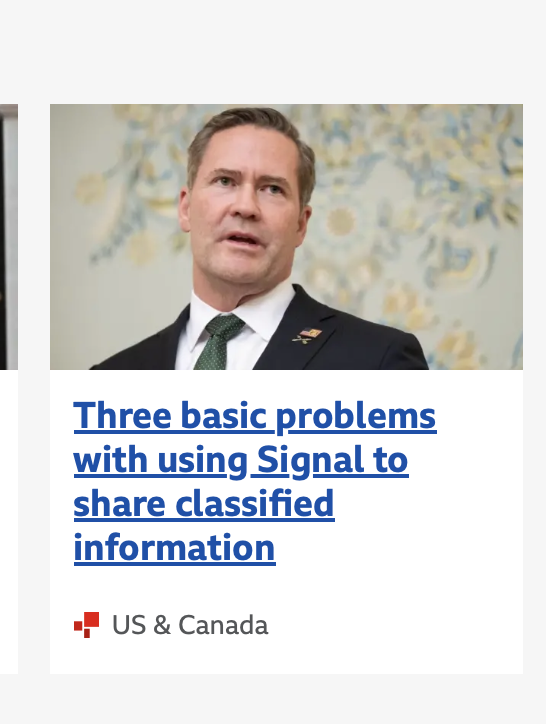 Three basic problems
with using Signal to
share classified
information
US & Canada